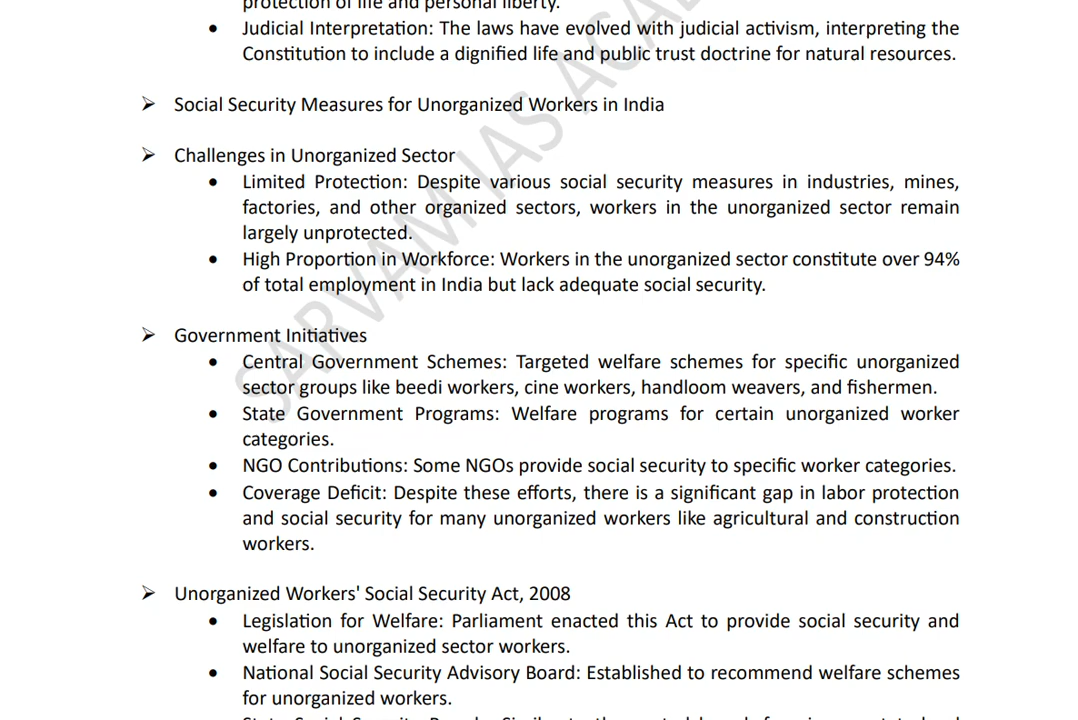 protection of life and personal liberty.
• Judicial Interpretation: The laws have evolved with judicial activism, interpreting the
Constitution to include a dignified life and public trust doctrine for natural resources.
➢ Social Security Measures for Unorganized Workers in India
➢ Challenges in Unorganized Sector
• Limited Protection: Despite various social security measures in industries, mines,
factories, and other organized sectors, workers in the unorganized sector remain
largely unprotected.
• High Proportion in Workforce: Workers in the unorganized sector constitute over 94%
of total employment in India but lack adequate social security.
➢ Government Initiatives
• Central Government Schemes: Targeted welfare schemes for specific unorganized
sector groups like beedi workers, cine workers, handloom weavers, and fishermen.
• State Government Programs: Welfare programs for certain unorganized worker
categories.
• NGO Contributions: Some NGOs provide social security to specific worker categories.
• Coverage Deficit: Despite these efforts, there is a significant gap in labor protection
and social security for many unorganized workers like agricultural and construction
workers.
➢ Unorganized Workers' Social Security Act, 2008
• Legislation for Welfare: Parliament enacted this Act to provide social security and
welfare to unorganized sector workers.
• National Social Security Advisory Board: Established to recommend welfare schemes
for unorganized workers.
SARVAM IAS